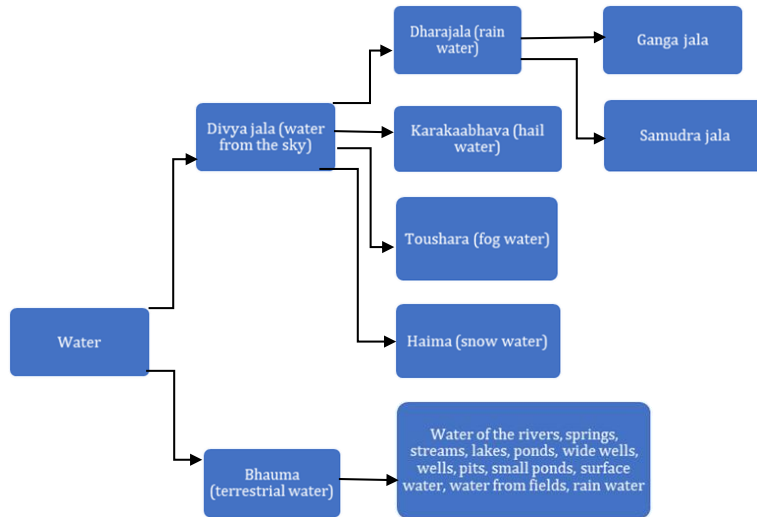 Dharajala (rain
water)
Ganga jala
Divya jala (water
from the sky)
Karakaabhava (hail
water)
Samudra jala
Toushara (fog water)
Water
Haima (snow water)
Bhauma
(terrestrial water)
Water of the rivers, springs,
streams, lakes, ponds, wide wells,
wells, pits, small ponds, surface
water, water from fields, rain water